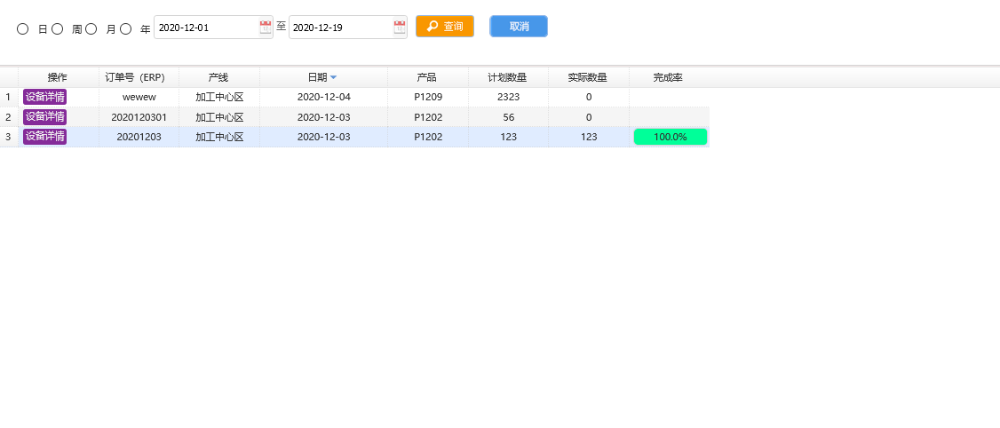 日 周 月 年 2020-12-01 至 2020-12-19 查询 取消
操作 订单号（ERP） 产线 日期 产品 计划数量 实际数量 完成率
1 设备详情 wewew 加工中心区 2020-12-04 P1209 2323 0
2 设备详情 2020120301 加工中心区 2020-12-03 P1202 56 0
3 设备详情 20201203 加工中心区 2020-12-03 P1202 123 123 100.0%